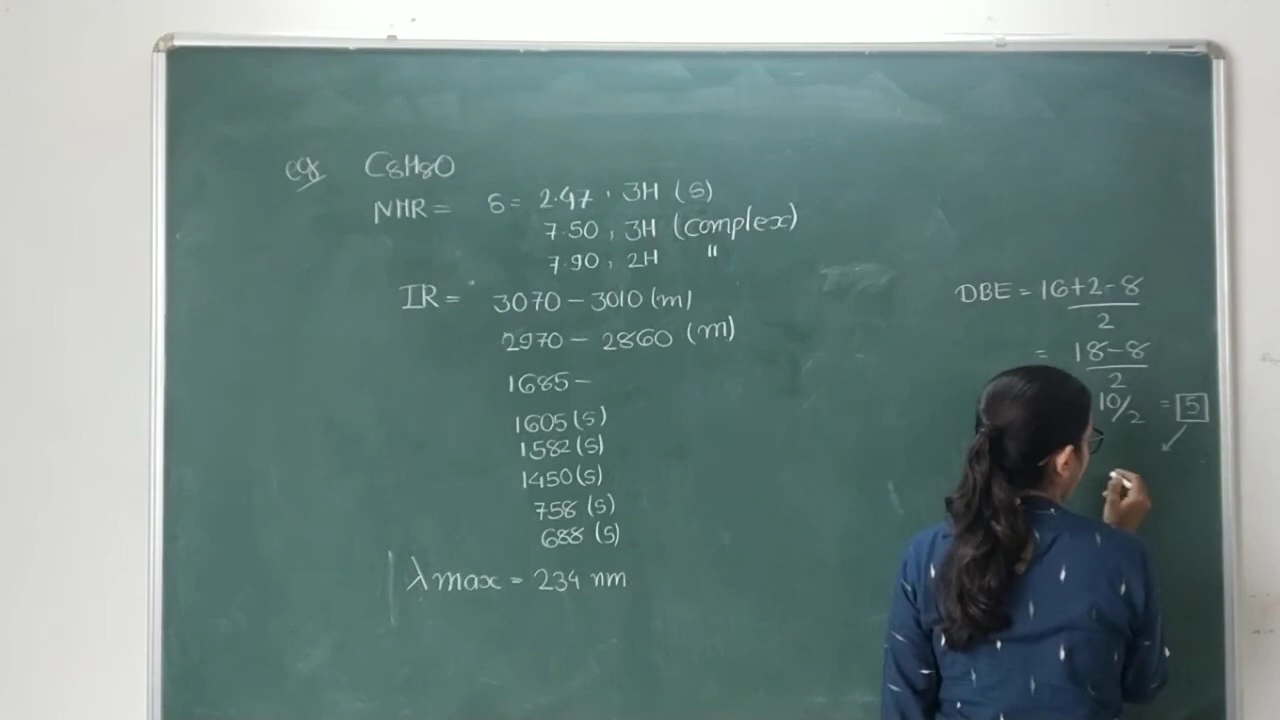 eg C8H8O
NMR = δ = 2.47, 3H (s)
7.50, 3H (complex)
7.90, 2H "
IR = 3070 – 3010 (m)
2970 – 2860 (m)
1685 –
1605 (s)
1582 (s)
1450 (s)
758 (s)
688 (s)
λ max = 234 nm
DBE = 16+2-8
2
= 18-8
2
10/2 = 5